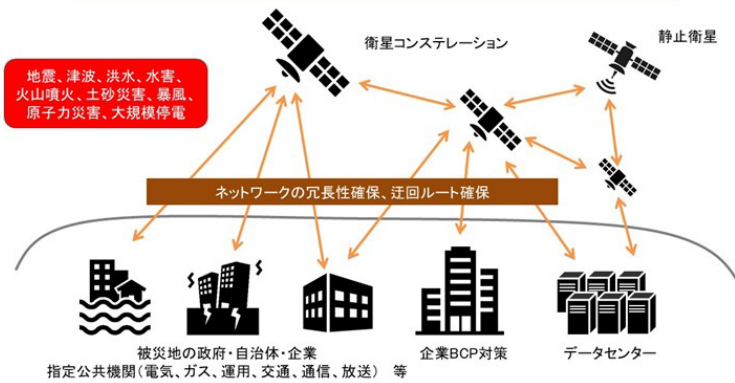 衛星コンステレーション
静止衛星
地震、津波、洪水、水害、
火山噴火、土砂災害、暴風、
原子力災害、大規模停電
ネットワークの冗長性確保、迂回ルート確保
被災地の政府・自治体・企業
指定公共機関(電気、ガス、運用、交通、通信、放送) 等
企業BCP対策
データセンター